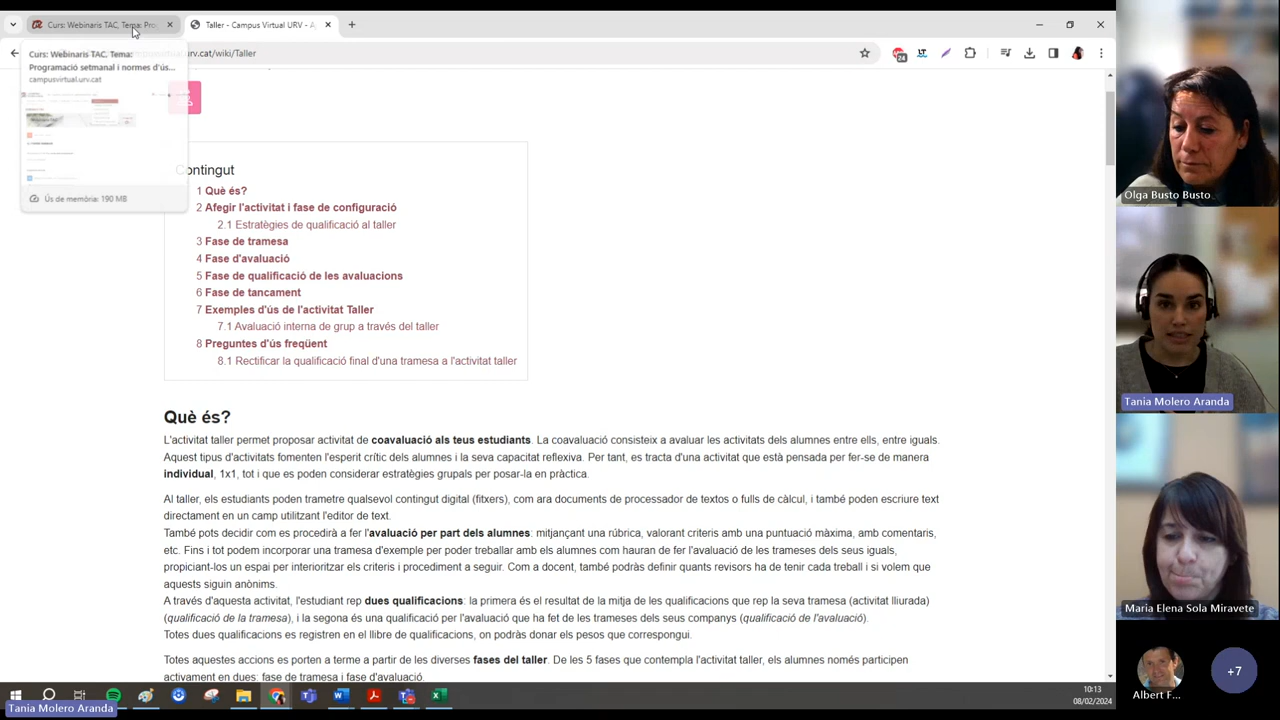 Curs: Webinaris TAC, Tema: Pro
Taller - Campus Virtual URV - A
urv.cat/wiki/Taller
24
Curs: Webinaris TAC, Tema:
Programació setmanal i normes d'ús...
campusvirtual.urv.cat
Ús de memòria: 190 MB
Contingut
1 Què és?
2 Afegir l'activitat i fase de configuració
2.1 Estratègies de qualificació al taller
3 Fase de tramesa
4 Fase d'avaluació
5 Fase de qualificació de les avaluacions
6 Fase de tancament
7 Exemples d'ús de l'activitat Taller
7.1 Avaluació interna de grup a través del taller
8 Preguntes d'ús freqüent
8.1 Rectificar la qualificació final d'una tramesa a l'activitat taller
Què és?
L'activitat taller permet proposar activitat de coavaluació als teus estudiants. La coavaluació consisteix a avaluar les activitats dels alumnes entre ells, entre iguals.
Aquest tipus d'activitats fomenten l'esperit crític dels alumnes i la seva capacitat reflexiva. Per tant, es tracta d'una activitat que està pensada per fer-se de manera
individual, 1x1, tot i que es poden considerar estratègies grupals per posar-la en pràctica.
Al taller, els estudiants poden trametre qualsevol contingut digital (fitxers), com ara documents de processador de textos o fulls de càlcul, i també poden escriure text
directament en un camp utilitzant l'editor de text.
També pots decidir com es procedirà a fer l'avaluació per part dels alumnes: mitjançant una rúbrica, valorant criteris amb una puntuació màxima, amb comentaris,
etc. Fins i tot podem incorporar una tramesa d'exemple per poder treballar amb els alumnes com hauran de fer l'avaluació de les trameses dels seus iguals,
propiciant-los un espai per interioritzar els criteris i procediment a seguir. Com a docent, també podràs definir quants revisors ha de tenir cada treball i si volem que
aquests siguin anònims.
A través d'aquesta activitat, l'estudiant rep dues qualificacions: la primera és el resultat de la mitja de les qualificacions que rep la seva tramesa (activitat lliurada)
(qualificació de la tramesa), i la segona és una qualificació per l'avaluació que ha fet de les trameses dels seus companys (qualificació de l'avaluació).
Totes dues qualificacions es registren en el llibre de qualificacions, on podràs donar els pesos que correspongui.
Totes aquestes accions es porten a terme a partir de les diverses fases del taller. De les 5 fases que contempla l'activitat taller, els alumnes només participen
activament en dues: fase de tramesa i fase d'avaluació.
10:13
08/02/2024
Tania Molero Aranda
Olga Busto Busto
Tania Molero Aranda
Maria Elena Sola Miravete
Albert F...
+7